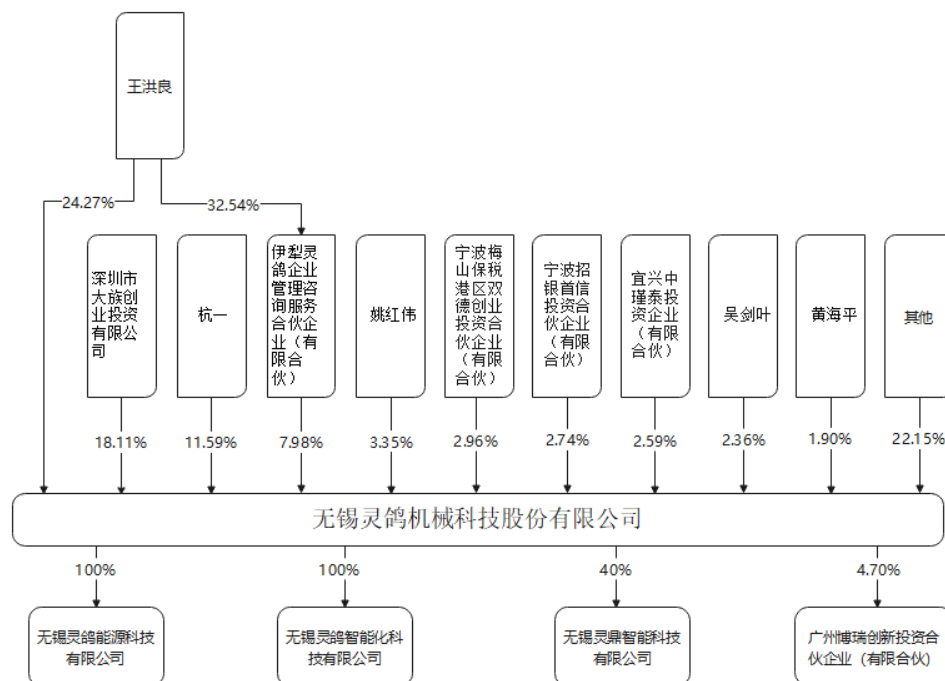 王洪良
24.27%
32.54%
深圳市
大族创
业投资
有限公
司
杭一
伊犁灵
鸽企业
管理咨
询服务
合伙企
业（有
限合
伙）
姚红伟
宁波梅
山保税
港区双
德创业
投资合
伙企业
（有限
合伙）
宁波招
银首信
投资合
伙企业
（有限
合伙）
宜兴中
瑾泰投
资企业
（有限
合伙）
吴剑叶
黄海平
其他
18.11%
11.59%
7.98%
3.35%
2.96%
2.74%
2.59%
2.36%
1.90%
22.15%
无锡灵鸽机械科技股份有限公司
100%
100%
40%
4.70%
无锡灵鸽能源科技
有限公司
无锡灵鸽智能化科
技有限公司
无锡灵鼎智能科技
有限公司
广州博瑞创新投资合
伙企业（有限合伙）